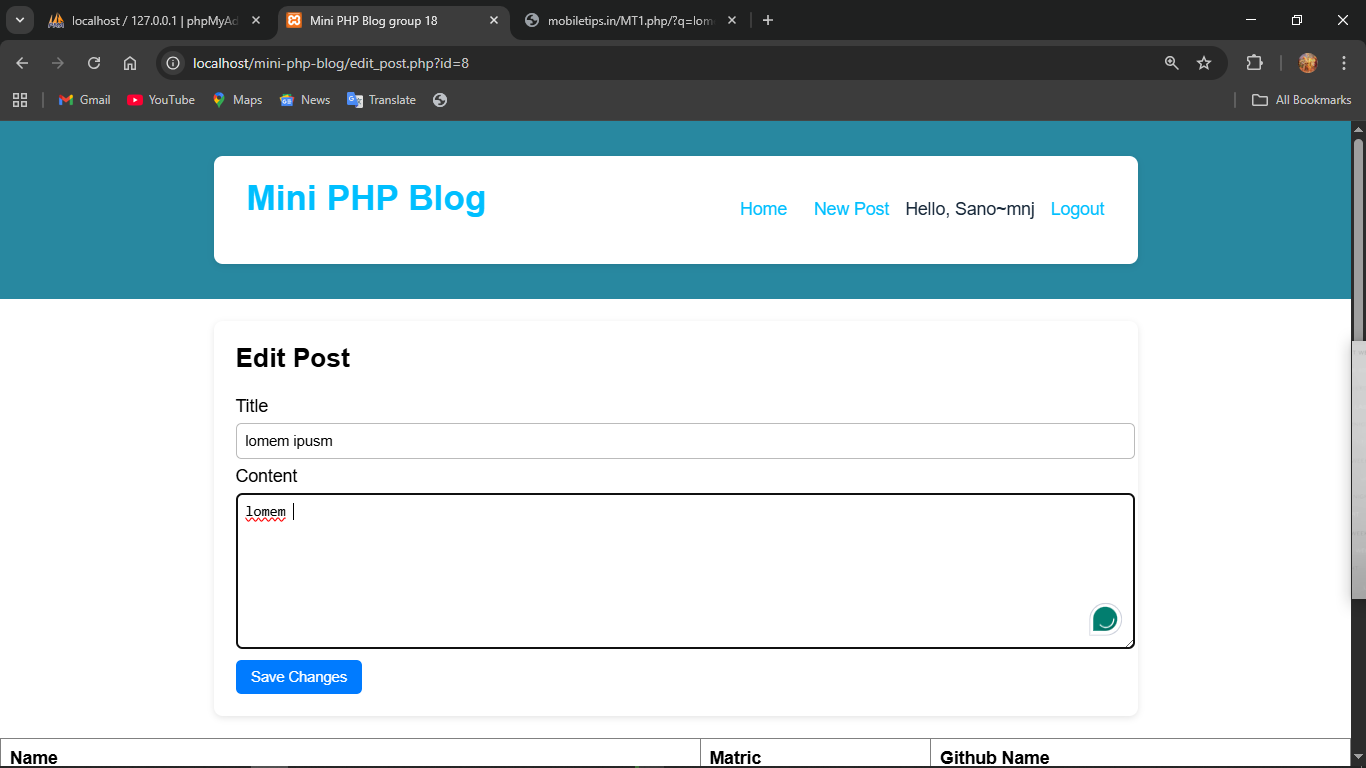 localhost / 127.0.0.1 | phpMyAd
Mini PHP Blog group 18
mobiletips.in/MT1.php/?q=lom
localhost/mini-php-blog/edit_post.php?id=8
Gmail
YouTube
Maps
News
Translate
All Bookmarks
Mini PHP Blog
Home
New Post
Hello, Sano~mnj
Logout
Edit Post
Title
lomem ipusm
Content
lomem
Save Changes
Name
Matric
Github Name